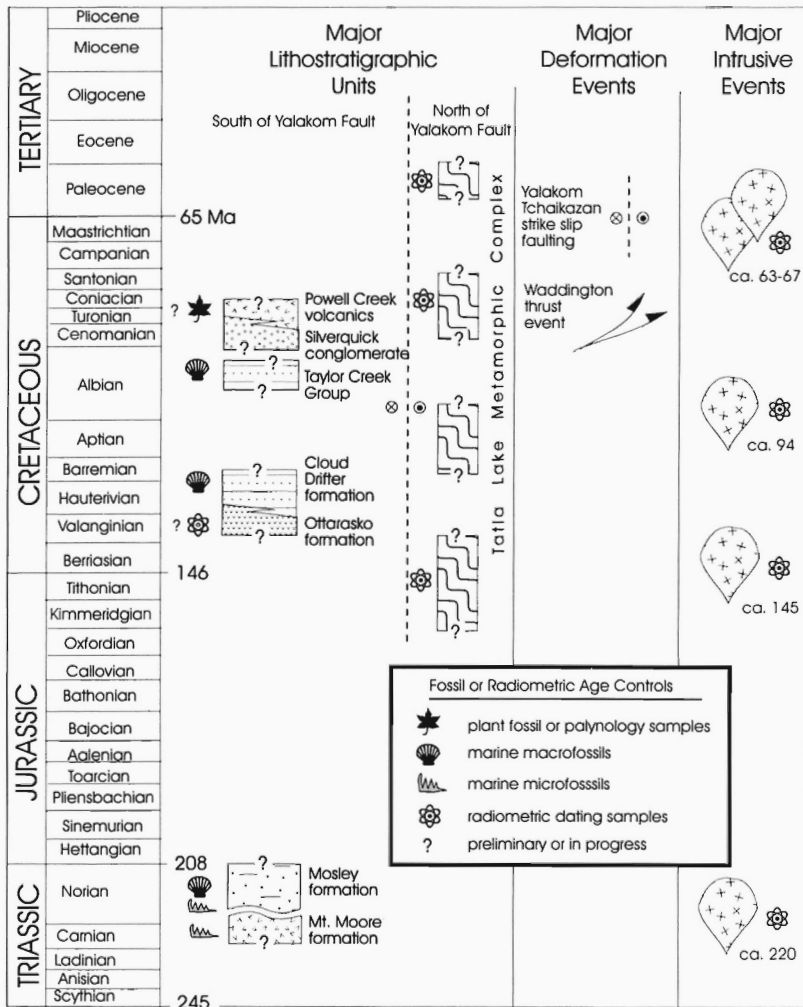 TERTIARY
CRETACEOUS
JURASSIC
TRIASSIC
Pliocene
Miocene
Oligocene
Eocene
Paleocene
Maastrichtian
Campanian
Santonian
Coniacian
Turonian
Cenomanian
Albian
Aptian
Barremian
Hauterivian
Valanginian
Berriasian
Tithonian
Kimmeridgian
Oxfordian
Callovian
Bathonian
Bajocian
Aalenian
Toarcian
Pliensbachian
Sinemurian
Hettangian
Norian
Carnian
Ladinian
Anisian
Scythian
65 Ma
146
208
245
Major
Lithostratigraphic
Units
South of Yalakom Fault
North of
Yalakom Fault
?
?
?
?
Powell Creek
volcanics
Silverquick
conglomerate
?
?
Taylor Creek
Group
?
?
Cloud
Drifter
formation
?
Ottarasko
formation
?
?
Mosley
formation
Mt. Moore
formation
?
?
?
?
?
?
?
?
Tatla Lake Metamorphic Complex
Major
Deformation
Events
Yalakom
Tchaikazan
strike slip
faulting
Waddington
thrust
event
Major
Intrusive
Events
ca. 63-67
ca. 94
ca. 145
ca. 220
Fossil or Radiometric Age Controls
plant fossil or palynology samples
marine macrofossils
marine microfosssils
radiometric dating samples
? preliminary or in progress